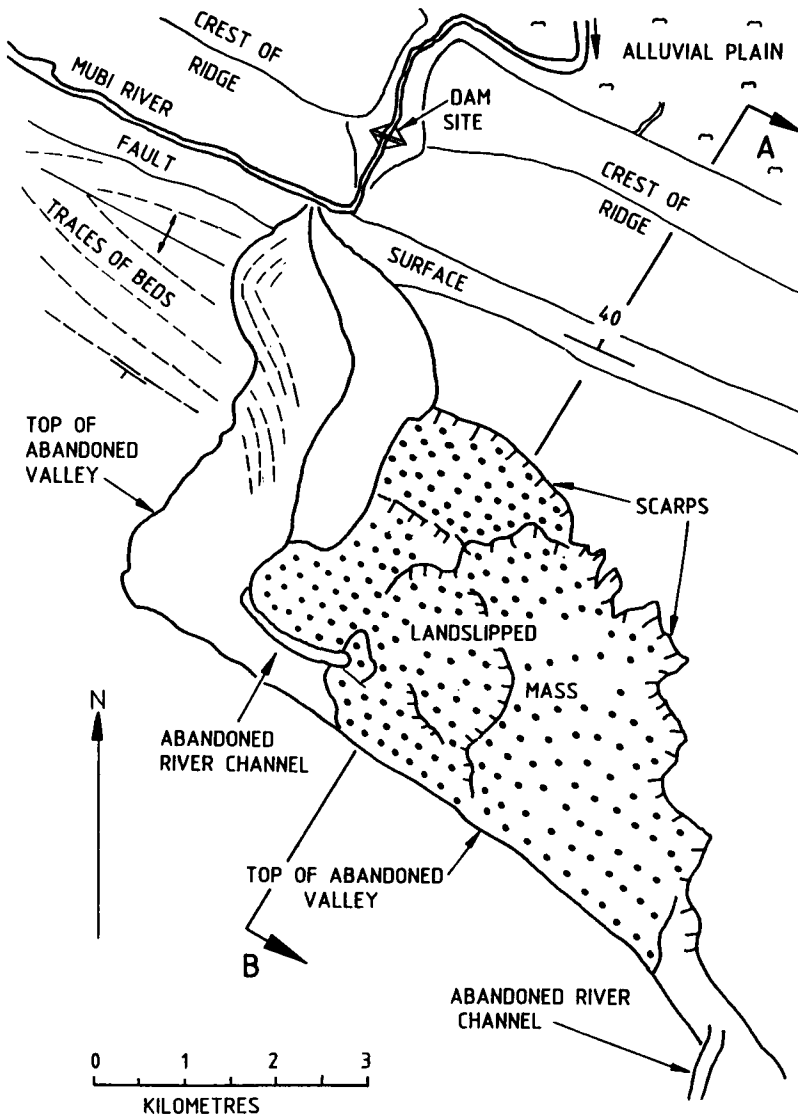 CREST OF
RIDGE
ALLUVIAL PLAIN
MUBI RIVER
DAM
SITE
A
FAULT
CREST OF
RIDGE
TRACES OF BEDS
SURFACE
40
TOP OF
ABANDONED
VALLEY
SCARPS
LANDSLIPPED
MASS
N
ABANDONED
RIVER CHANNEL
TOP OF ABANDONED
VALLEY
B
ABANDONED RIVER
CHANNEL
0 1 2 3
KILOMETRES